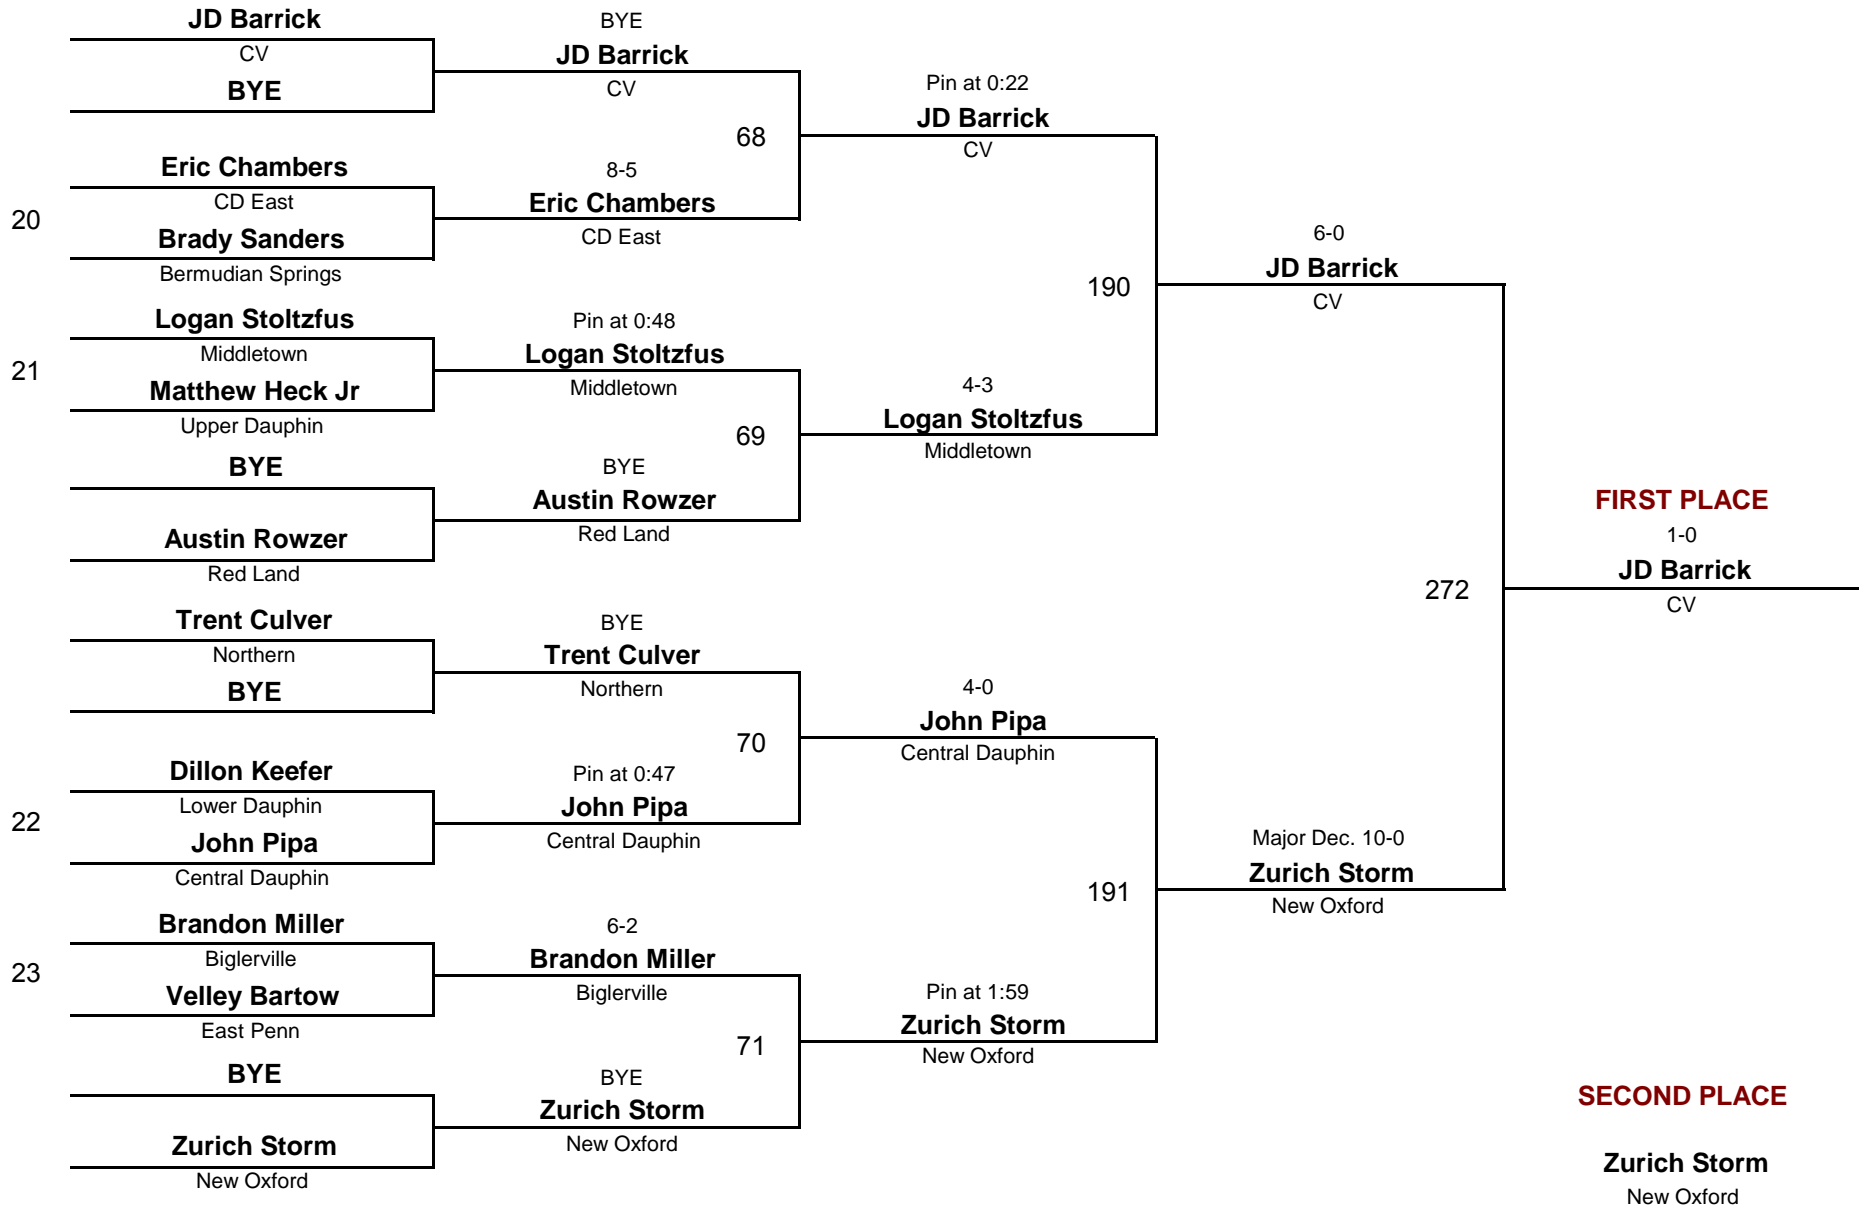 JD Barrick
CV
BYE
20
Eric Chambers
CD East
Brady Sanders
Bermudian Springs
21
Logan Stoltzfus
Middletown
Matthew Heck Jr
Upper Dauphin
BYE
Austin Rowzer
Red Land
Trent Culver
Northern
BYE
22
Dillon Keefer
Lower Dauphin
John Pipa
Central Dauphin
23
Brandon Miller
Biglerville
Velley Bartow
East Penn
BYE
Zurich Storm
New Oxford
BYE
JD Barrick
CV
68
8-5
Eric Chambers
CD East
Pin at 0:48
Logan Stoltzfus
Middletown
69
BYE
Austin Rowzer
Red Land
BYE
Trent Culver
Northern
70
Pin at 0:47
John Pipa
Central Dauphin
6-2
Brandon Miller
Biglerville
71
BYE
Zurich Storm
New Oxford
Pin at 0:22
JD Barrick
CV
190
4-3
Logan Stoltzfus
Middletown
4-0
John Pipa
Central Dauphin
191
Pin at 1:59
Zurich Storm
New Oxford
6-0
JD Barrick
CV
272
Major Dec. 10-0
Zurich Storm
New Oxford
FIRST PLACE
1-0
JD Barrick
CV
SECOND PLACE
Zurich Storm
New Oxford